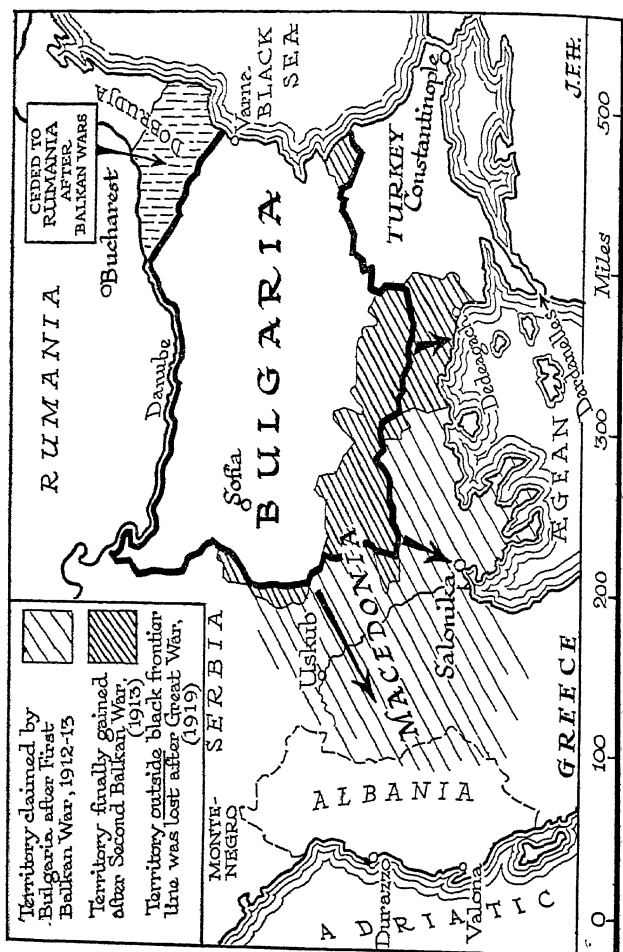 CEDED TO
RUMANIA
AFTER
BALKAN WARS
RUMANIA
Bucharest
DOBRUDJA
Varna
BLACK
SEA
Danube
Sofia
BULGARIA
TURKEY
Constantinople
SERBIA
Uskub
MACEDONIA
Salonika
Dedeagach
Dardanelles
ÆGEAN
MONTE-
NEGRO
ALBANIA
Durazzo
Valona
ADRIATIC
GREECE
Territory claimed by
Bulgaria after First
Balkan War, 1912-13
Territory finally gained
after Second Balkan War,
(1913)
Territory outside black frontier
line was lost after Great War,
(1919)
0 100 200 300 Miles 500
J.F.H.